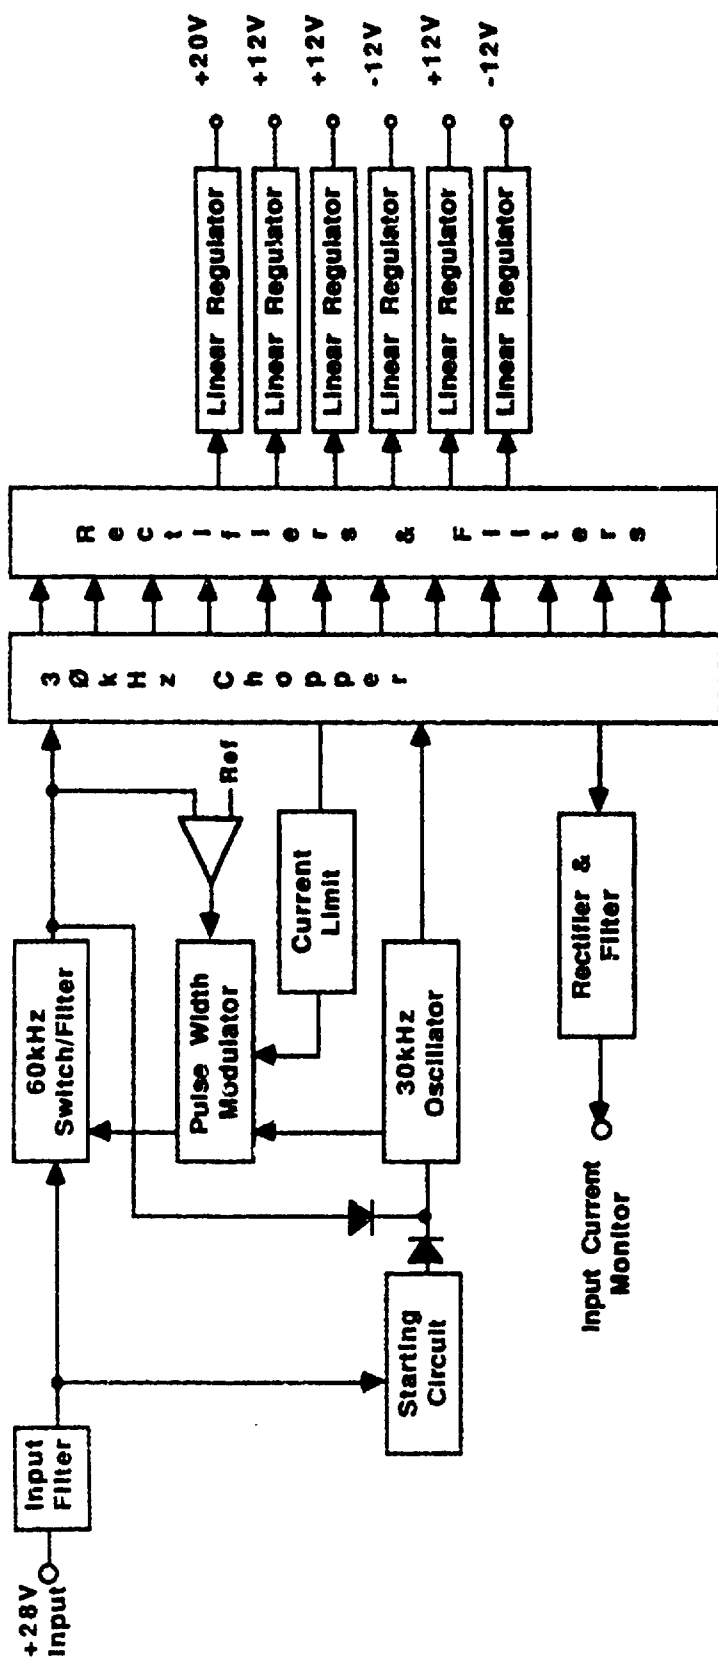 +28V
Input
Input
Filter
60kHz
Switch/Filter
Starting
Circuit
Pulse Width
Modulator
Ref
Current
Limit
30kHz
Oscillator
Input Current
Monitor
Rectifier &
Filter
3ØkHz Chopper
Rectifiers & Filters
Linear Regulator
+20V
Linear Regulator
+12V
Linear Regulator
+12V
Linear Regulator
-12V
Linear Regulator
+12V
Linear Regulator
-12V